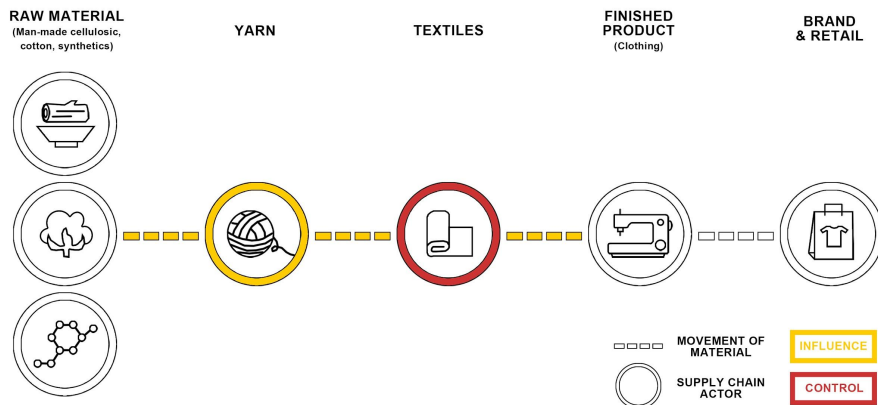 RAW MATERIAL
(Man-made cellulosic,
cotton, synthetics)
YARN
TEXTILES
FINISHED
PRODUCT
(Clothing)
BRAND
& RETAIL
MOVEMENT OF
MATERIAL
INFLUENCE
SUPPLY CHAIN
ACTOR
CONTROL